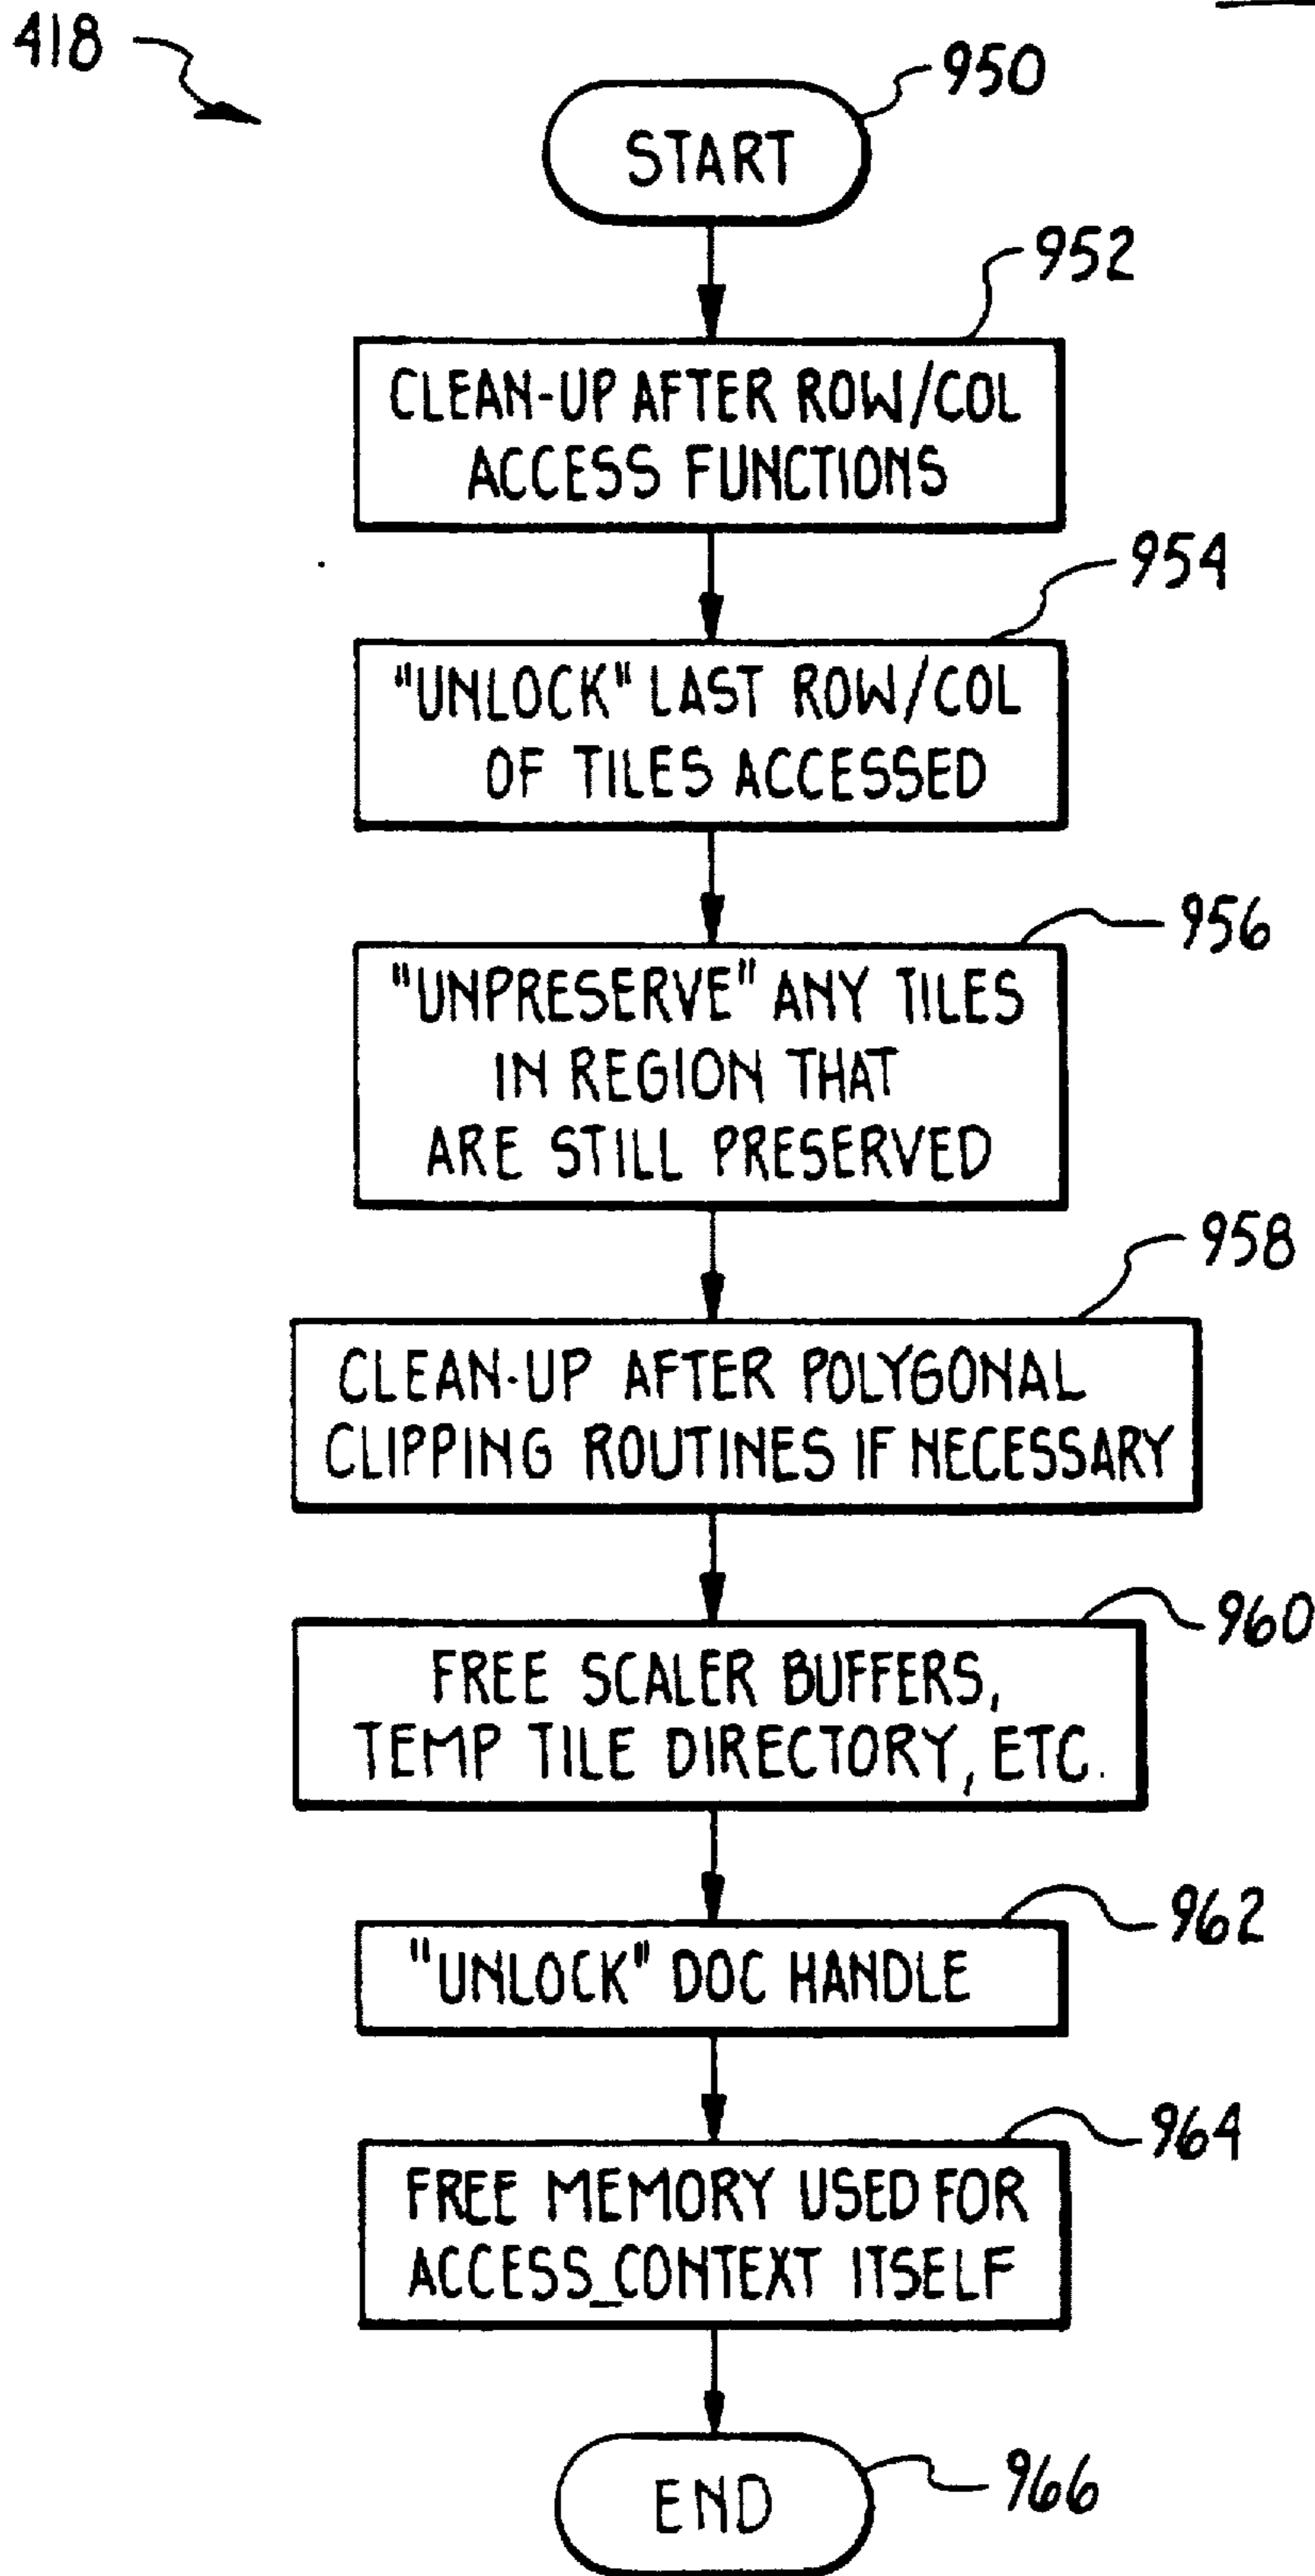 418
950
START
952
CLEAN-UP AFTER ROW/COL
ACCESS FUNCTIONS
954
"UNLOCK" LAST ROW/COL
OF TILES ACCESSED
956
"UNPRESERVE" ANY TILES
IN REGION THAT
ARE STILL PRESERVED
958
CLEAN-UP AFTER POLYGONAL
CLIPPING ROUTINES IF NECESSARY
960
FREE SCALER BUFFERS,
TEMP TILE DIRECTORY, ETC.
962
"UNLOCK" DOC HANDLE
964
FREE MEMORY USED FOR
ACCESS_CONTEXT ITSELF
END
966